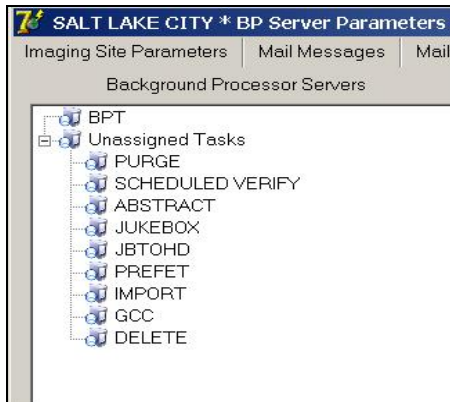 SALT LAKE CITY * BP Server Parameters
Imaging Site Parameters Mail Messages Mail
Background Processor Servers
BPT
Unassigned Tasks
PURGE
SCHEDULED VERIFY
ABSTRACT
JUKEBOX
JBTOHD
PREFET
IMPORT
GCC
DELETE